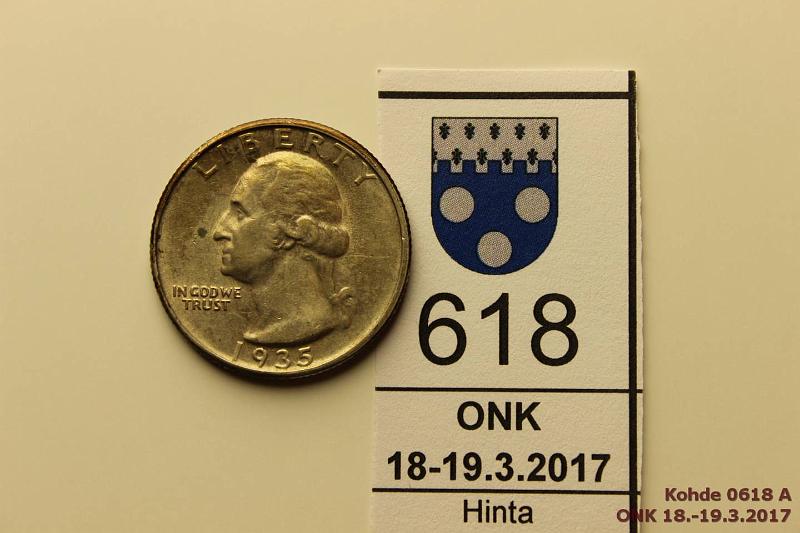 LIBERTY
IN GOD WE
TRUST
1935
618
ONK
18-19.3.2017
Hinta
Kohde 0618 A
ONK 18.-19.3.2017